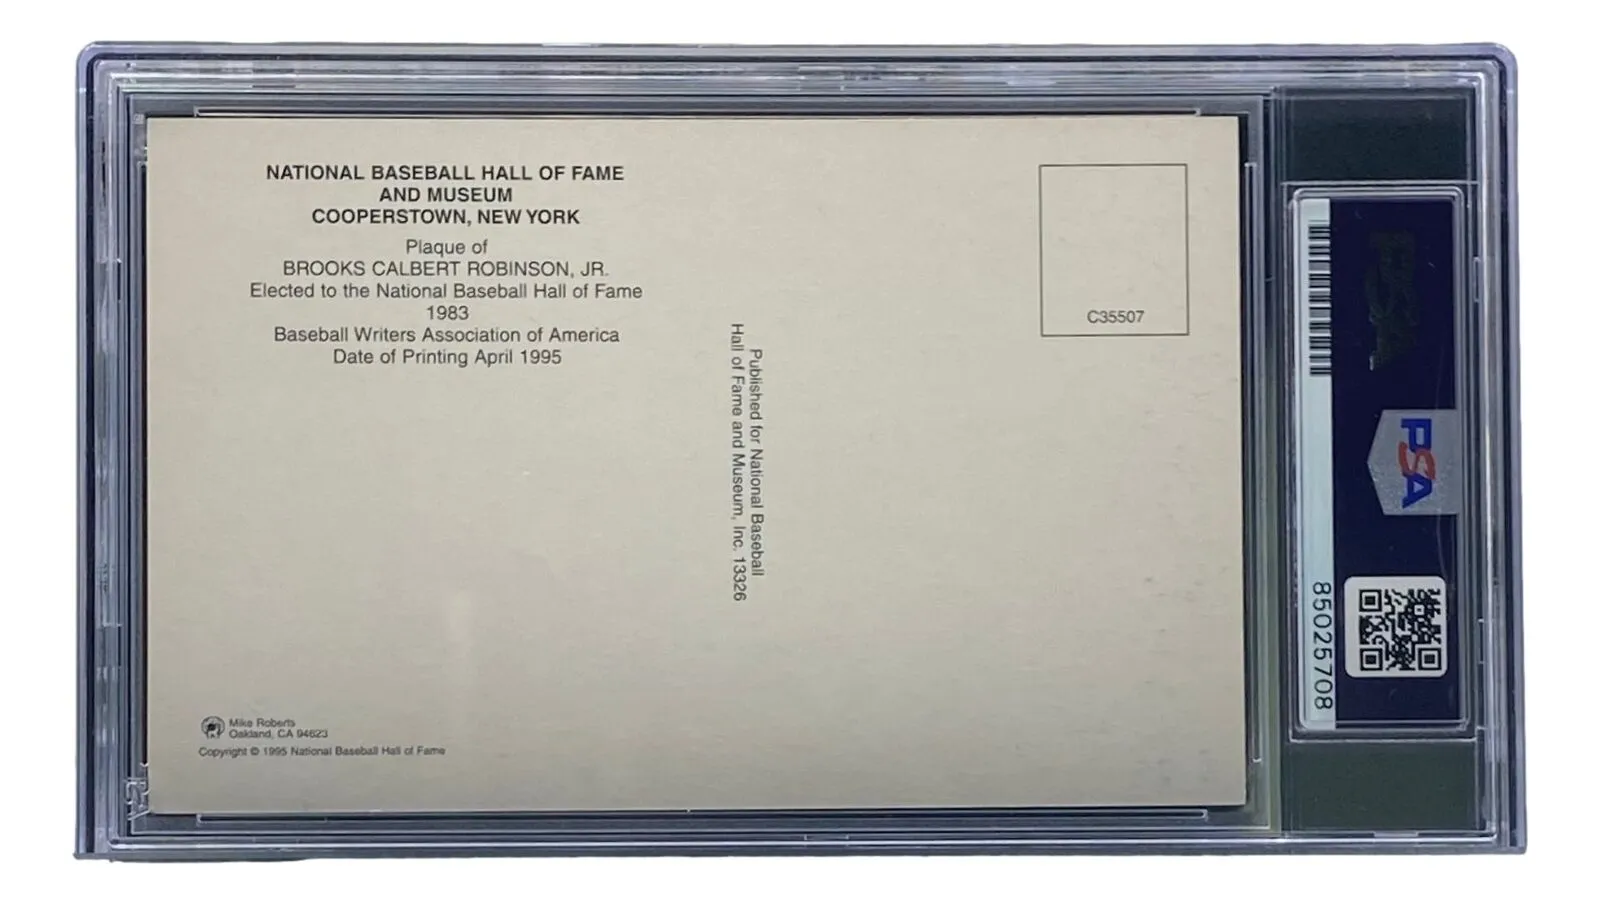 NATIONAL BASEBALL HALL OF FAME
AND MUSEUM
COOPERSTOWN, NEW YORK
Plaque of
BROOKS CALBERT ROBINSON, JR.
Elected to the National Baseball Hall of Fame
1983
Baseball Writers Association of America
Date of Printing April 1995
C35507
Published for National Baseball
Hall of Fame and Museum, Inc. 13326
Mike Roberts
Oakland, CA 94623
Copyright © 1995 National Baseball Hall of Fame
PSA
85025708
PSA